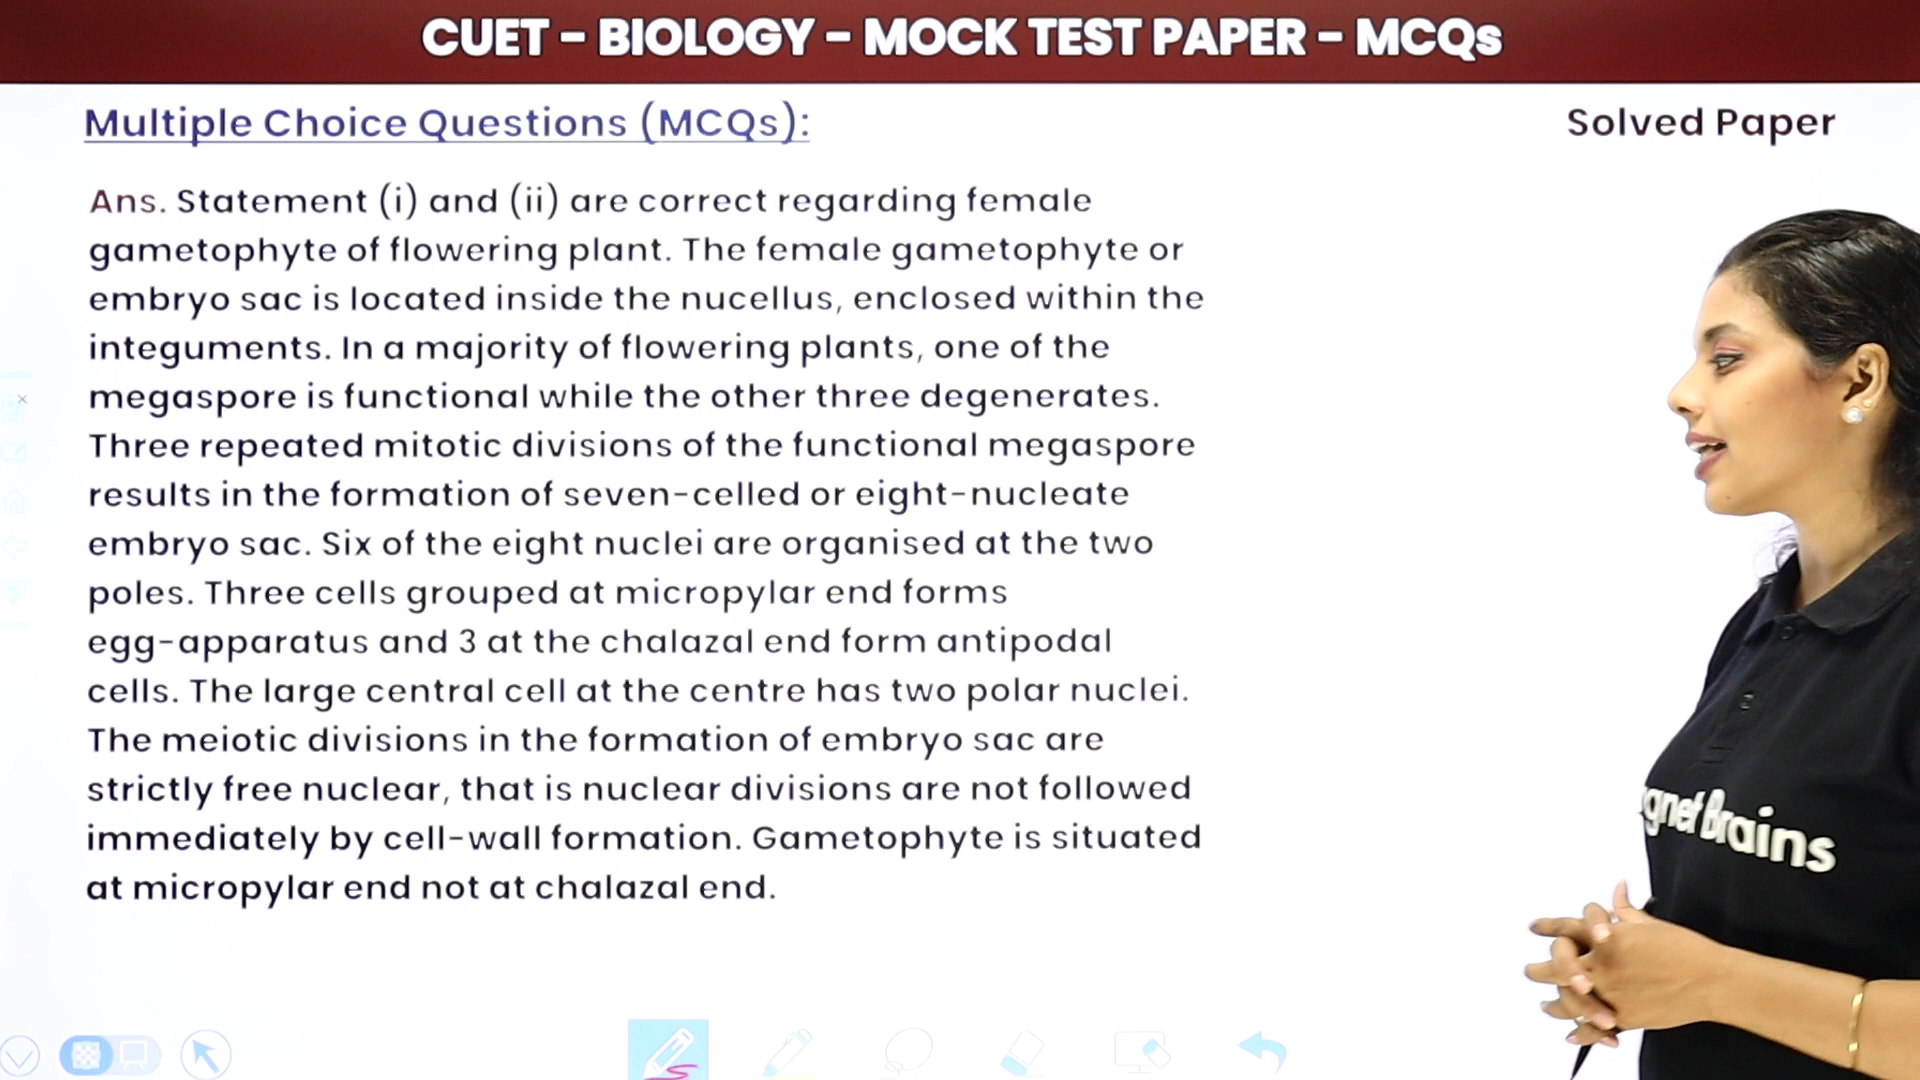 CUET - BIOLOGY - MOCK TEST PAPER - MCQs
Multiple Choice Questions (MCQs):
Solved Paper
Ans. Statement (i) and (ii) are correct regarding female
gametophyte of flowering plant. The female gametophyte or
embryo sac is located inside the nucellus, enclosed within the
integuments. In a majority of flowering plants, one of the
megaspore is functional while the other three degenerates.
Three repeated mitotic divisions of the functional megaspore
results in the formation of seven-celled or eight-nucleate
embryo sac. Six of the eight nuclei are organised at the two
poles. Three cells grouped at micropylar end forms
egg-apparatus and 3 at the chalazal end form antipodal
cells. The large central cell at the centre has two polar nuclei.
The meiotic divisions in the formation of embryo sac are
strictly free nuclear, that is nuclear divisions are not followed
immediately by cell-wall formation. Gametophyte is situated
at micropylar end not at chalazal end.
gnet Brains